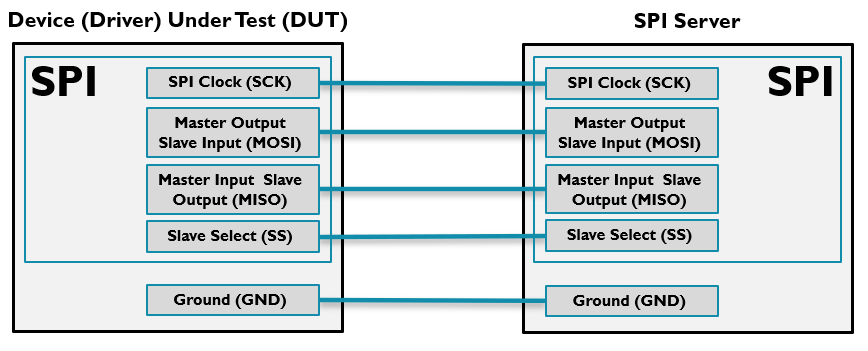 Device (Driver) Under Test (DUT)
SPI Server
SPI
SPI Clock (SCK)
Master Output
Slave Input (MOSI)
Master Input Slave
Output (MISO)
Slave Select (SS)
Ground (GND)
SPI
SPI Clock (SCK)
Master Output
Slave Input (MOSI)
Master Input Slave
Output (MISO)
Slave Select (SS)
Ground (GND)